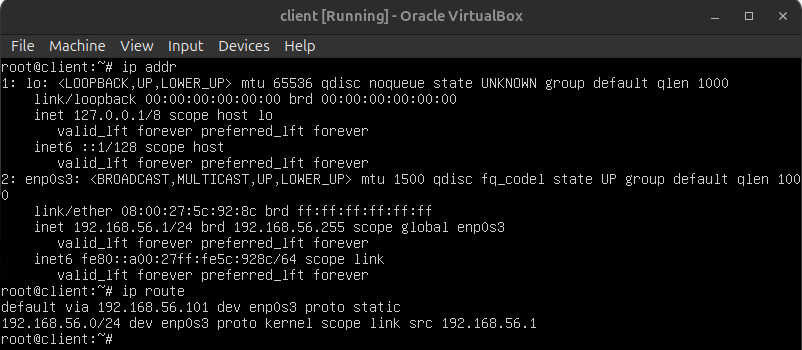 client [Running] - Oracle VirtualBox
File Machine View Input Devices Help
root@client:~# ip addr
1: lo: <LOOPBACK,UP,LOWER_UP> mtu 65536 qdisc noqueue state UNKNOWN group default qlen 1000
    link/loopback 00:00:00:00:00:00 brd 00:00:00:00:00:00
    inet 127.0.0.1/8 scope host lo
       valid_lft forever preferred_lft forever
    inet6 ::1/128 scope host
       valid_lft forever preferred_lft forever
2: enp0s3: <BROADCAST,MULTICAST,UP,LOWER_UP> mtu 1500 qdisc fq_codel state UP group default qlen 100
0
    link/ether 08:00:27:5c:92:8c brd ff:ff:ff:ff:ff:ff
    inet 192.168.56.1/24 brd 192.168.56.255 scope global enp0s3
       valid_lft forever preferred_lft forever
    inet6 fe80::a00:27ff:fe5c:928c/64 scope link
       valid_lft forever preferred_lft forever
root@client:~# ip route
default via 192.168.56.101 dev enp0s3 proto static
192.168.56.0/24 dev enp0s3 proto kernel scope link src 192.168.56.1
root@client:~#